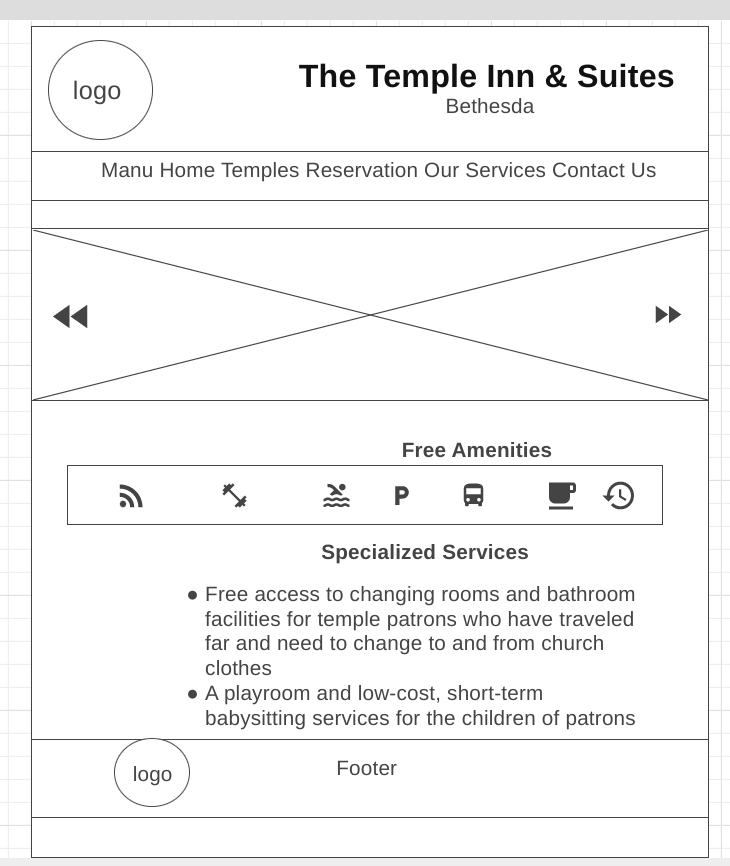 logo
The Temple Inn & Suites
Bethesda
Manu Home Temples Reservation Our Services Contact Us
Free Amenities
P
Specialized Services
● Free access to changing rooms and bathroom
facilities for temple patrons who have traveled
far and need to change to and from church
clothes
● A playroom and low-cost, short-term
babysitting services for the children of patrons
logo
Footer